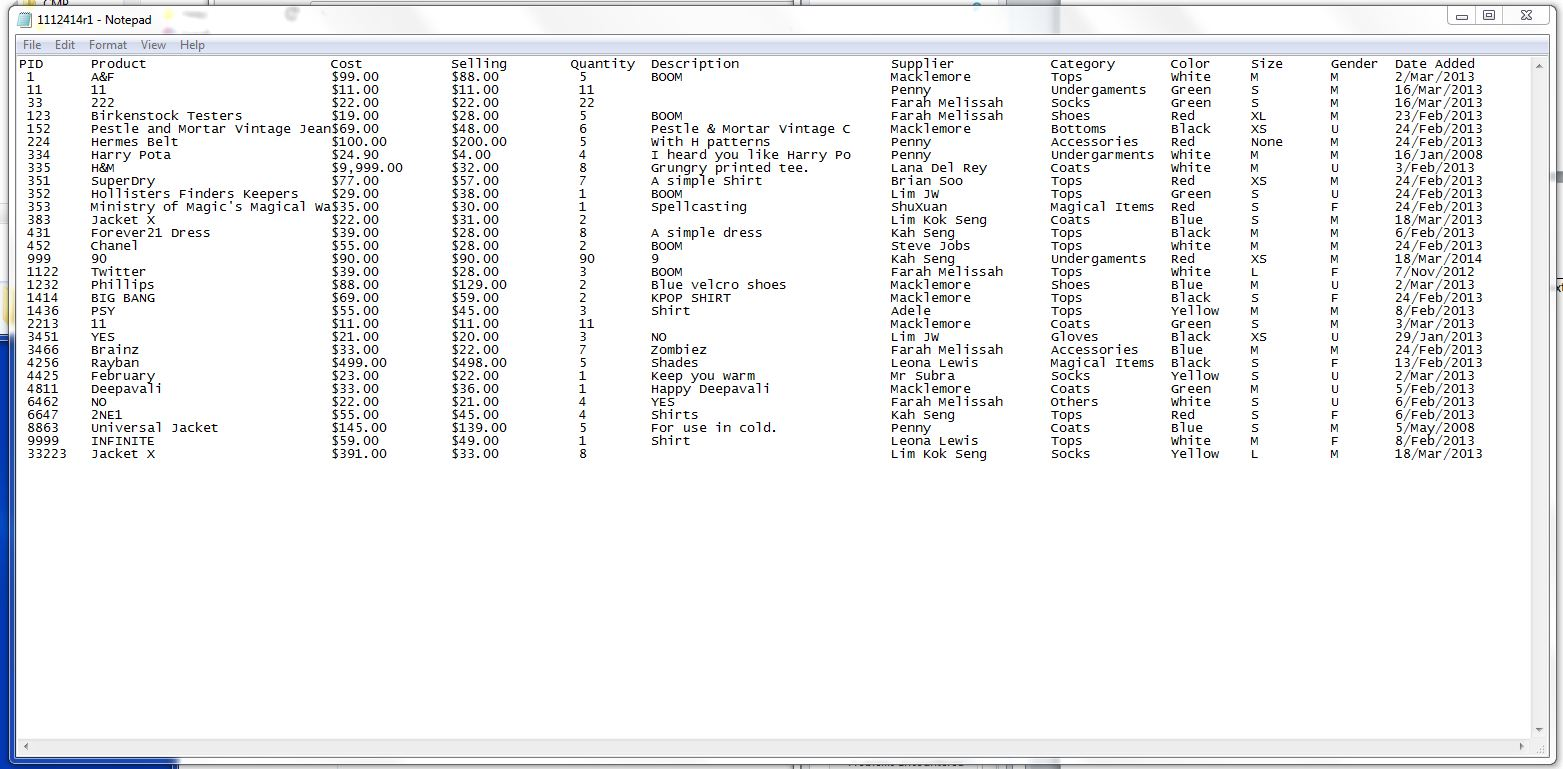 1112414r1 - Notepad
File Edit Format View Help
PID Product Cost Selling Quantity Description Supplier Category Color Size Gender Date Added
1 A&F $99.00 $88.00 5 BOOM Macklemore Tops White M M 2/Mar/2013
11 11 $11.00 $11.00 11 Penny Undergaments Green S M 16/Mar/2013
33 222 $22.00 $22.00 22 Farah Melissah Socks Green S M 16/Mar/2013
123 Birkenstock Testers $19.00 $28.00 5 BOOM Farah Melissah Shoes Red XL M 23/Feb/2013
152 Pestle and Mortar Vintage Jean$69.00 $48.00 6 Pestle & Mortar Vintage C Macklemore Bottoms Black XS U 24/Feb/2013
224 Hermes Belt $100.00 $200.00 5 With H patterns Penny Accessories Red None M 24/Feb/2013
334 Harry Pota $24.90 $4.00 4 I heard you like Harry Po Penny Undergarments White M M 16/Jan/2008
335 H&M $9,999.00 $32.00 8 Grungry printed tee. Lana Del Rey Coats White M U 3/Feb/2013
351 SuperDry $77.00 $57.00 7 A simple Shirt Brian Soo Tops Red XS M 24/Feb/2013
352 Hollisters Finders Keepers $29.00 $38.00 1 BOOM Lim JW Tops Green S U 24/Feb/2013
353 Ministry of Magic's Magical Wa$35.00 $30.00 1 Spellcasting ShuXuan Magical Items Red S F 24/Feb/2013
383 Jacket X $22.00 $31.00 2 Lim Kok Seng Coats Blue S M 18/Mar/2013
431 Forever21 Dress $39.00 $28.00 8 A simple dress Kah Seng Tops Black M M 6/Feb/2013
452 Chanel $55.00 $28.00 2 BOOM Steve Jobs Tops White M M 24/Feb/2013
999 90 $90.00 $90.00 90 9 Kah Seng Undergaments Red XS M 18/Mar/2014
1122 Twitter $39.00 $28.00 3 BOOM Farah Melissah Tops White L F 7/Nov/2012
1232 Phillips $88.00 $129.00 2 Blue velcro shoes Macklemore Shoes Blue M U 2/Mar/2013
1414 BIG BANG $69.00 $59.00 2 KPOP SHIRT Macklemore Tops Black S F 24/Feb/2013
1436 PSY $55.00 $45.00 3 Shirt Adele Tops Yellow M M 8/Feb/2013
2213 11 $11.00 $11.00 11 Macklemore Coats Green S M 3/Mar/2013
3451 YES $21.00 $20.00 3 NO Lim JW Gloves Black XS U 29/Jan/2013
3466 Brainz $33.00 $22.00 7 Zombiez Farah Melissah Accessories Blue M M 24/Feb/2013
4256 Rayban $499.00 $498.00 5 Shades Leona Lewis Magical Items Black S F 13/Feb/2013
4425 February $23.00 $22.00 1 Keep you warm Mr Subra Socks Yellow S U 2/Mar/2013
4811 Deepavali $33.00 $36.00 1 Happy Deepavali Macklemore Coats Green M U 5/Feb/2013
6462 NO $22.00 $21.00 4 YES Farah Melissah Others White S U 6/Feb/2013
6647 2NE1 $55.00 $45.00 4 Shirts Kah Seng Tops Red S F 6/Feb/2013
8863 Universal Jacket $145.00 $139.00 5 For use in cold. Penny Coats Blue S M 5/May/2008
9999 INFINITE $59.00 $49.00 1 Shirt Leona Lewis Tops White M F 8/Feb/2013
33223 Jacket X $391.00 $33.00 8 Lim Kok Seng Socks Yellow L M 18/Mar/2013